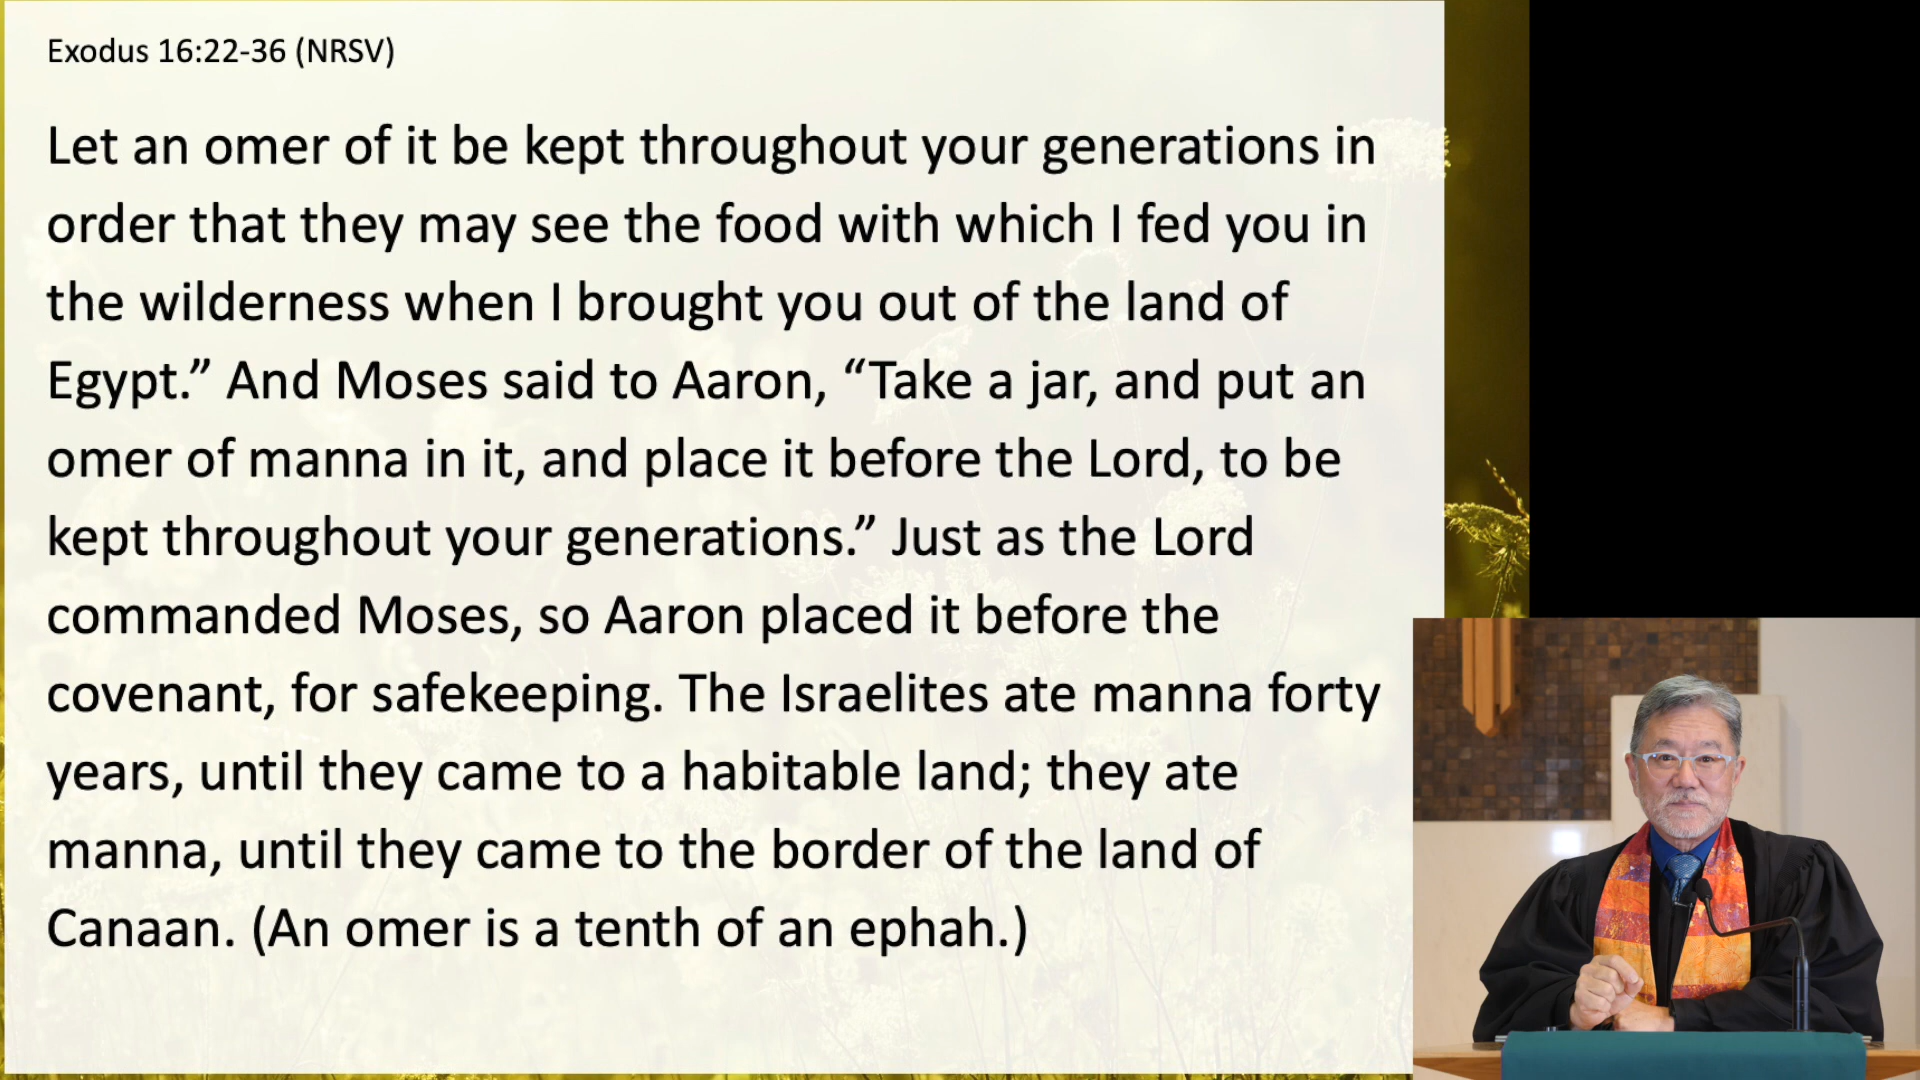 Exodus 16:22-36 (NRSV)
Let an omer of it be kept throughout your generations in
order that they may see the food with which I fed you in
the wilderness when I brought you out of the land of
Egypt.” And Moses said to Aaron, “Take a jar, and put an
omer of manna in it, and place it before the Lord, to be
kept throughout your generations.” Just as the Lord
commanded Moses, so Aaron placed it before the
covenant, for safekeeping. The Israelites ate manna forty
years, until they came to a habitable land; they ate
manna, until they came to the border of the land of
Canaan. (An omer is a tenth of an ephah.)